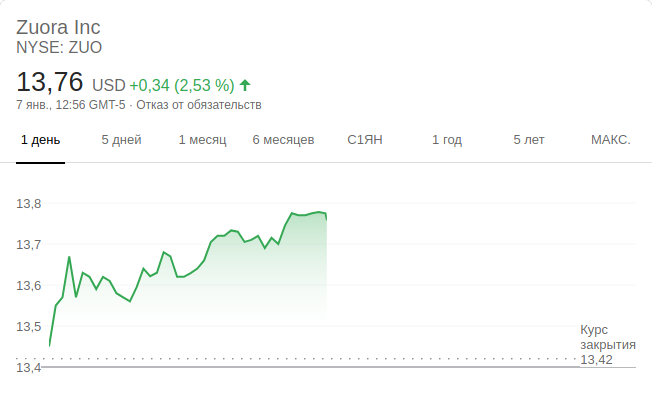 Zuora Inc
NYSE: ZUO
13,76 USD +0,34 (2,53 %) ↑
7 янв., 12:56 GMT-5 · Отказ от обязательств
1 день 5 дней 1 месяц 6 месяцев С1ЯН 1 год 5 лет МАКС.
13,8
13,7
13,6
13,5
13,4
Курс
закрытия
13,42